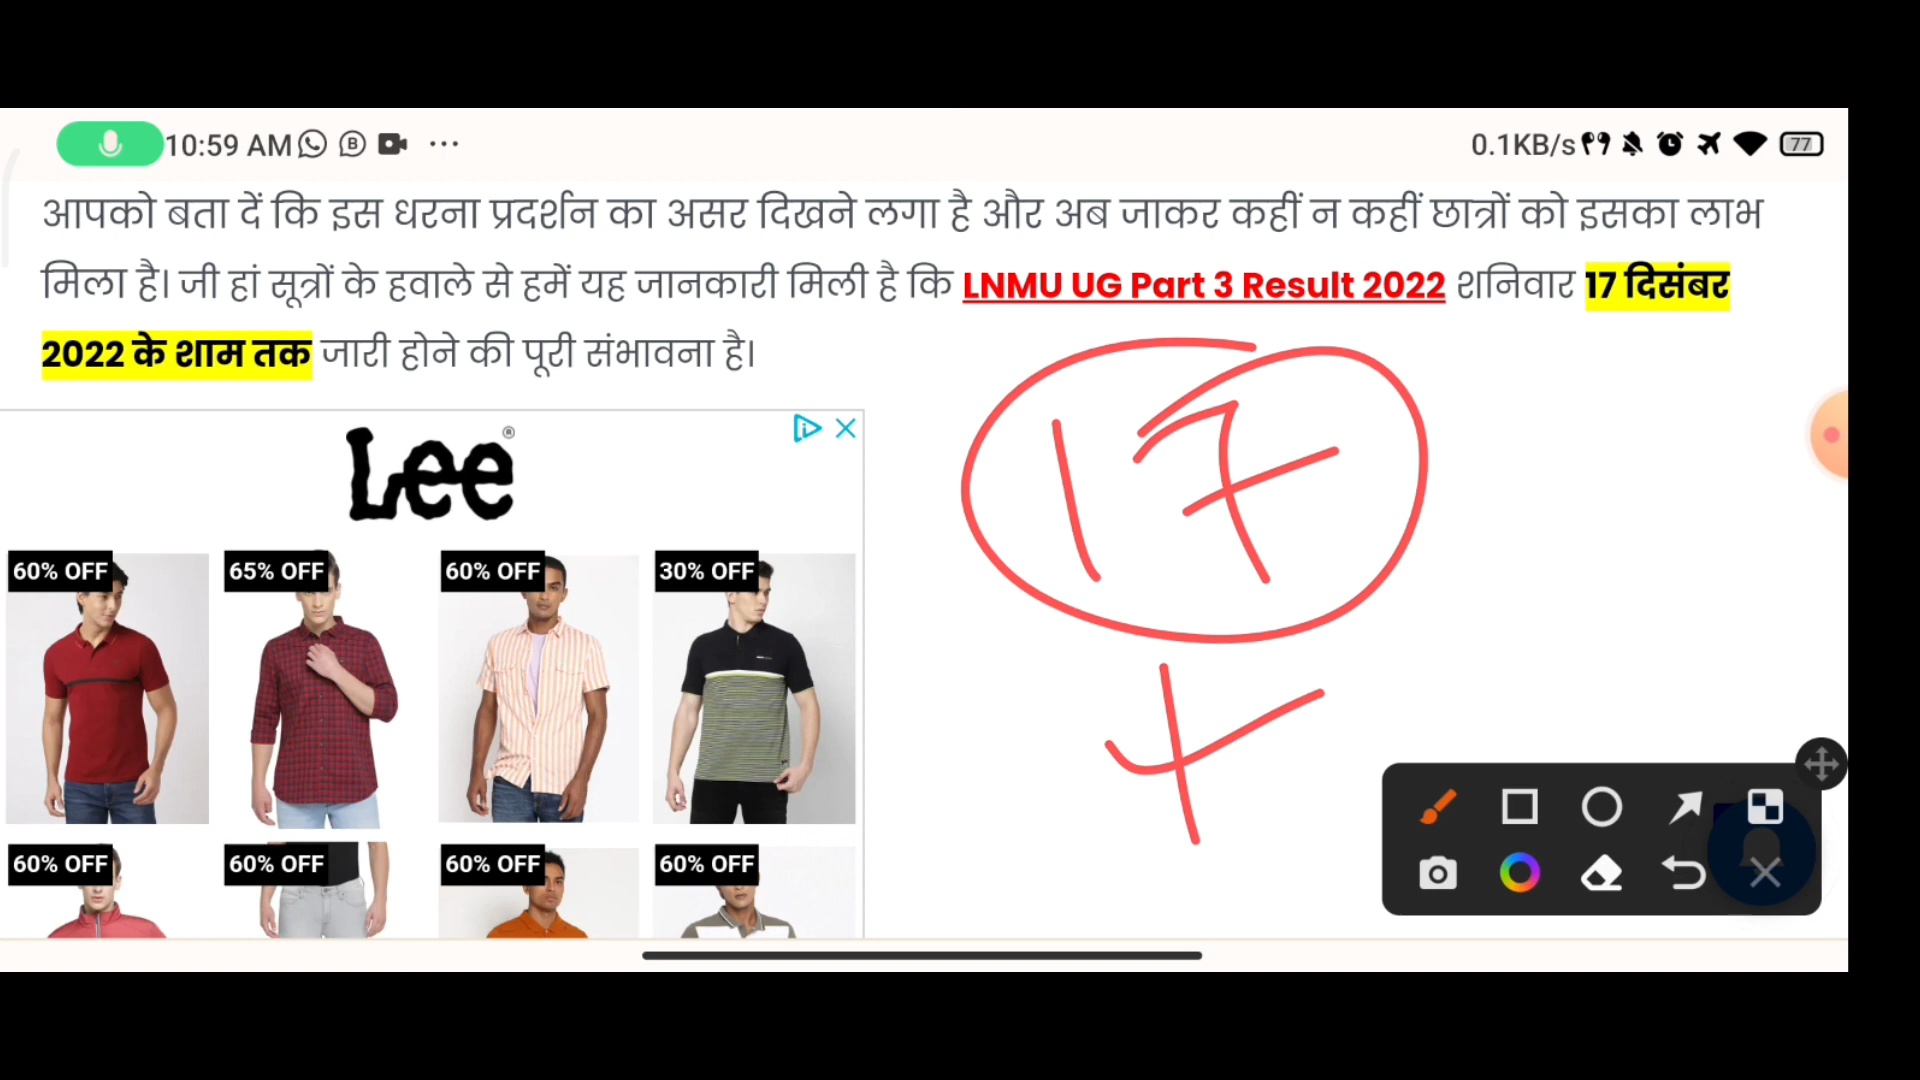 10:59 AM
0.1KB/s
77
आपको बता दें कि इस धरना प्रदर्शन का असर दिखने लगा है और अब जाकर कहीं न कहीं छात्रों को इसका लाभ
मिला है। जी हां सूत्रों के हवाले से हमें यह जानकारी मिली है कि LNMU UG Part 3 Result 2022 शनिवार 17 दिसंबर
2022 के शाम तक जारी होने की पूरी संभावना है।
Lee®
17
60% OFF
65% OFF
60% OFF
30% OFF
60% OFF
60% OFF
60% OFF
60% OFF